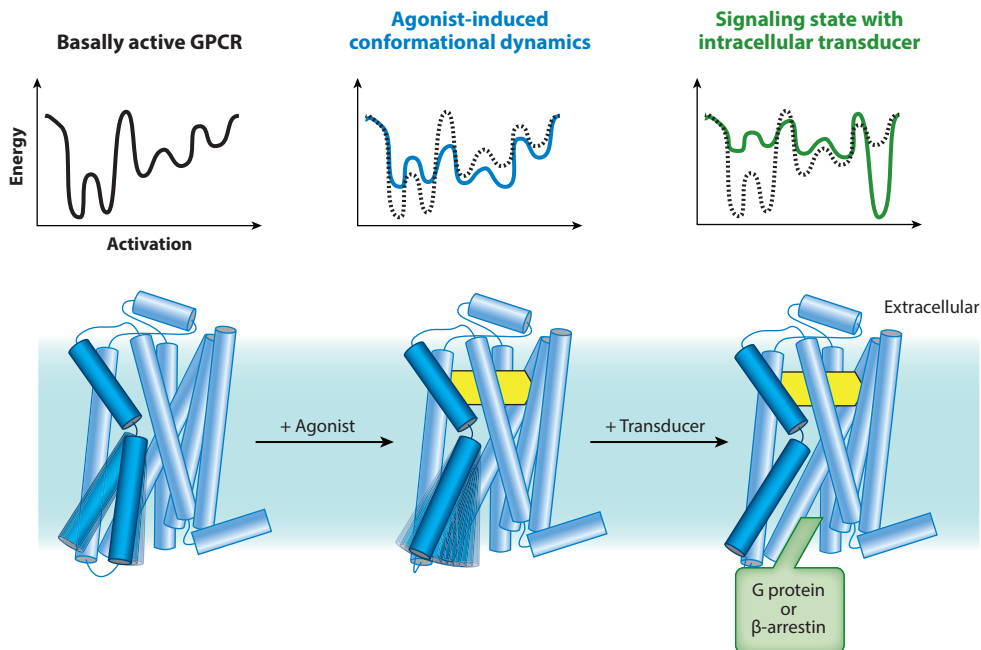 Basally active GPCR
Agonist-induced
conformational dynamics
Signaling state with
intracellular transducer
Energy
Activation
Extracellular
+ Agonist
+ Transducer
G protein
or
β-arrestin